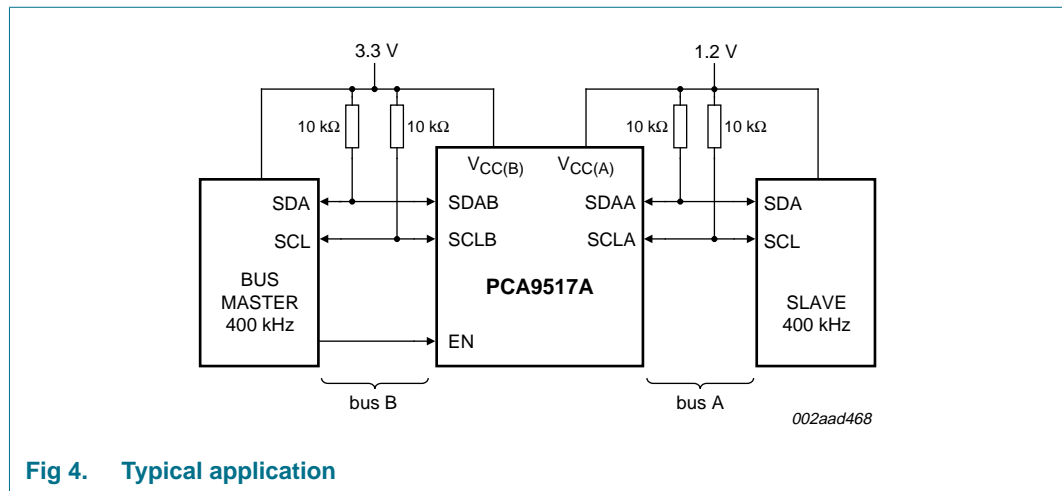 3.3 V
1.2 V
10 kΩ
10 kΩ
10 kΩ
10 kΩ
VCC(B)
VCC(A)
SDA
SDAB
SDAA
SDA
SCL
SCLB
SCLA
SCL
BUS
MASTER
400 kHz
PCA9517A
SLAVE
400 kHz
EN
bus B
bus A
002aad468
Fig 4. Typical application